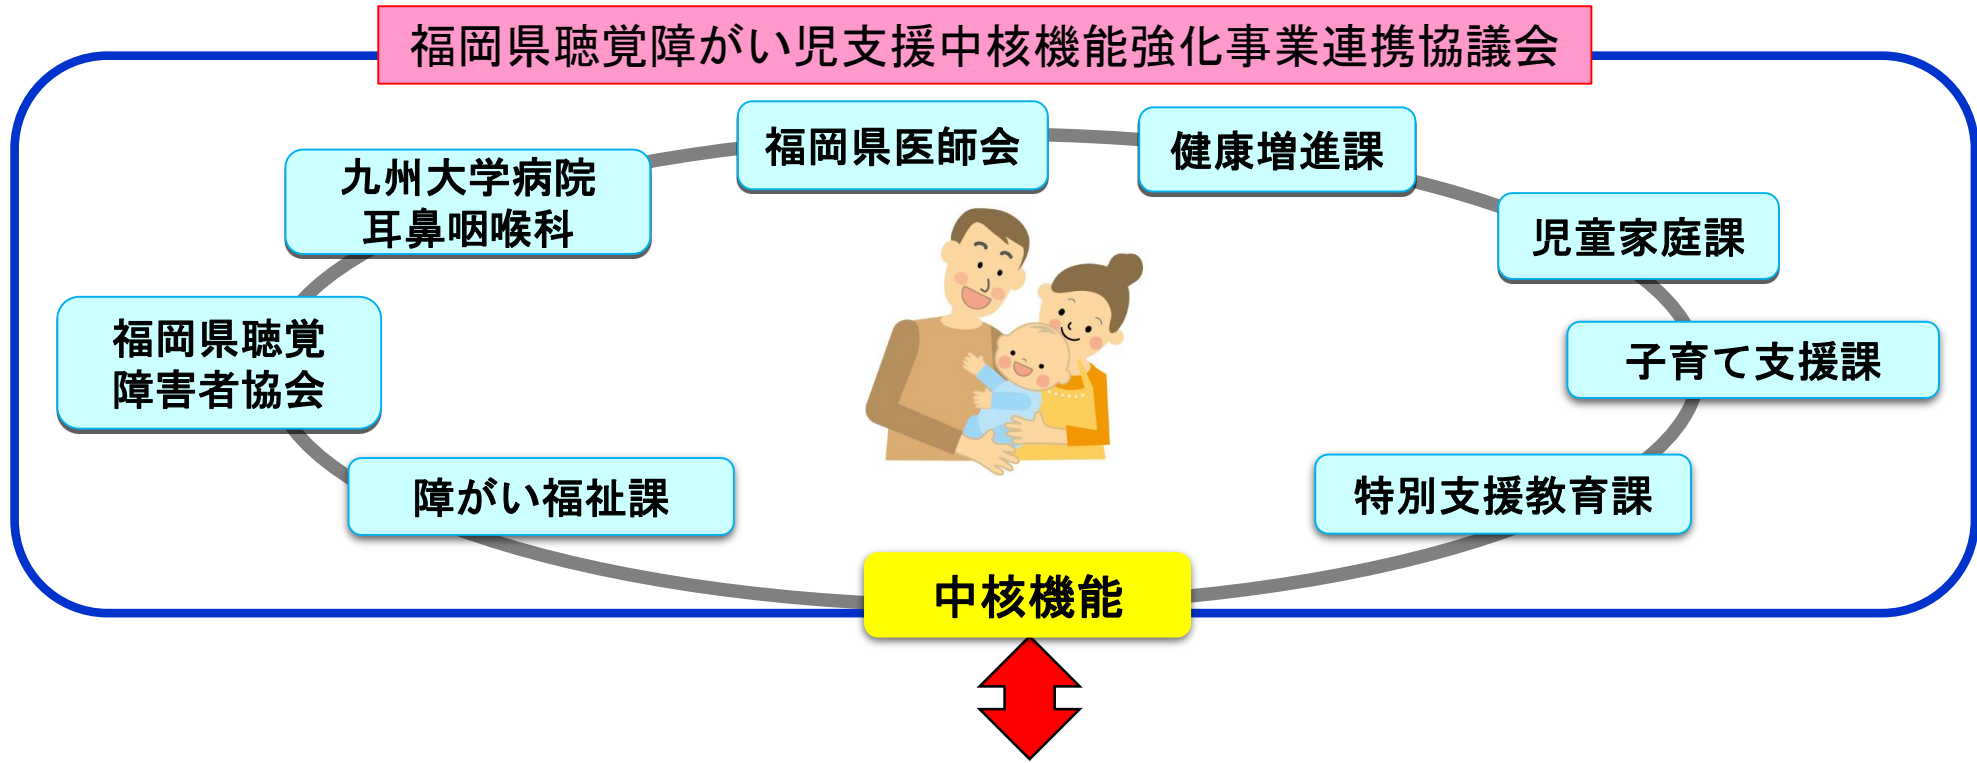 福岡県聴覚障がい児支援中核機能強化事業連携協議会
福岡県医師会
健康増進課
九州大学病院
耳鼻咽喉科
児童家庭課
福岡県聴覚
障害者協会
子育て支援課
障がい福祉課
特別支援教育課
中核機能